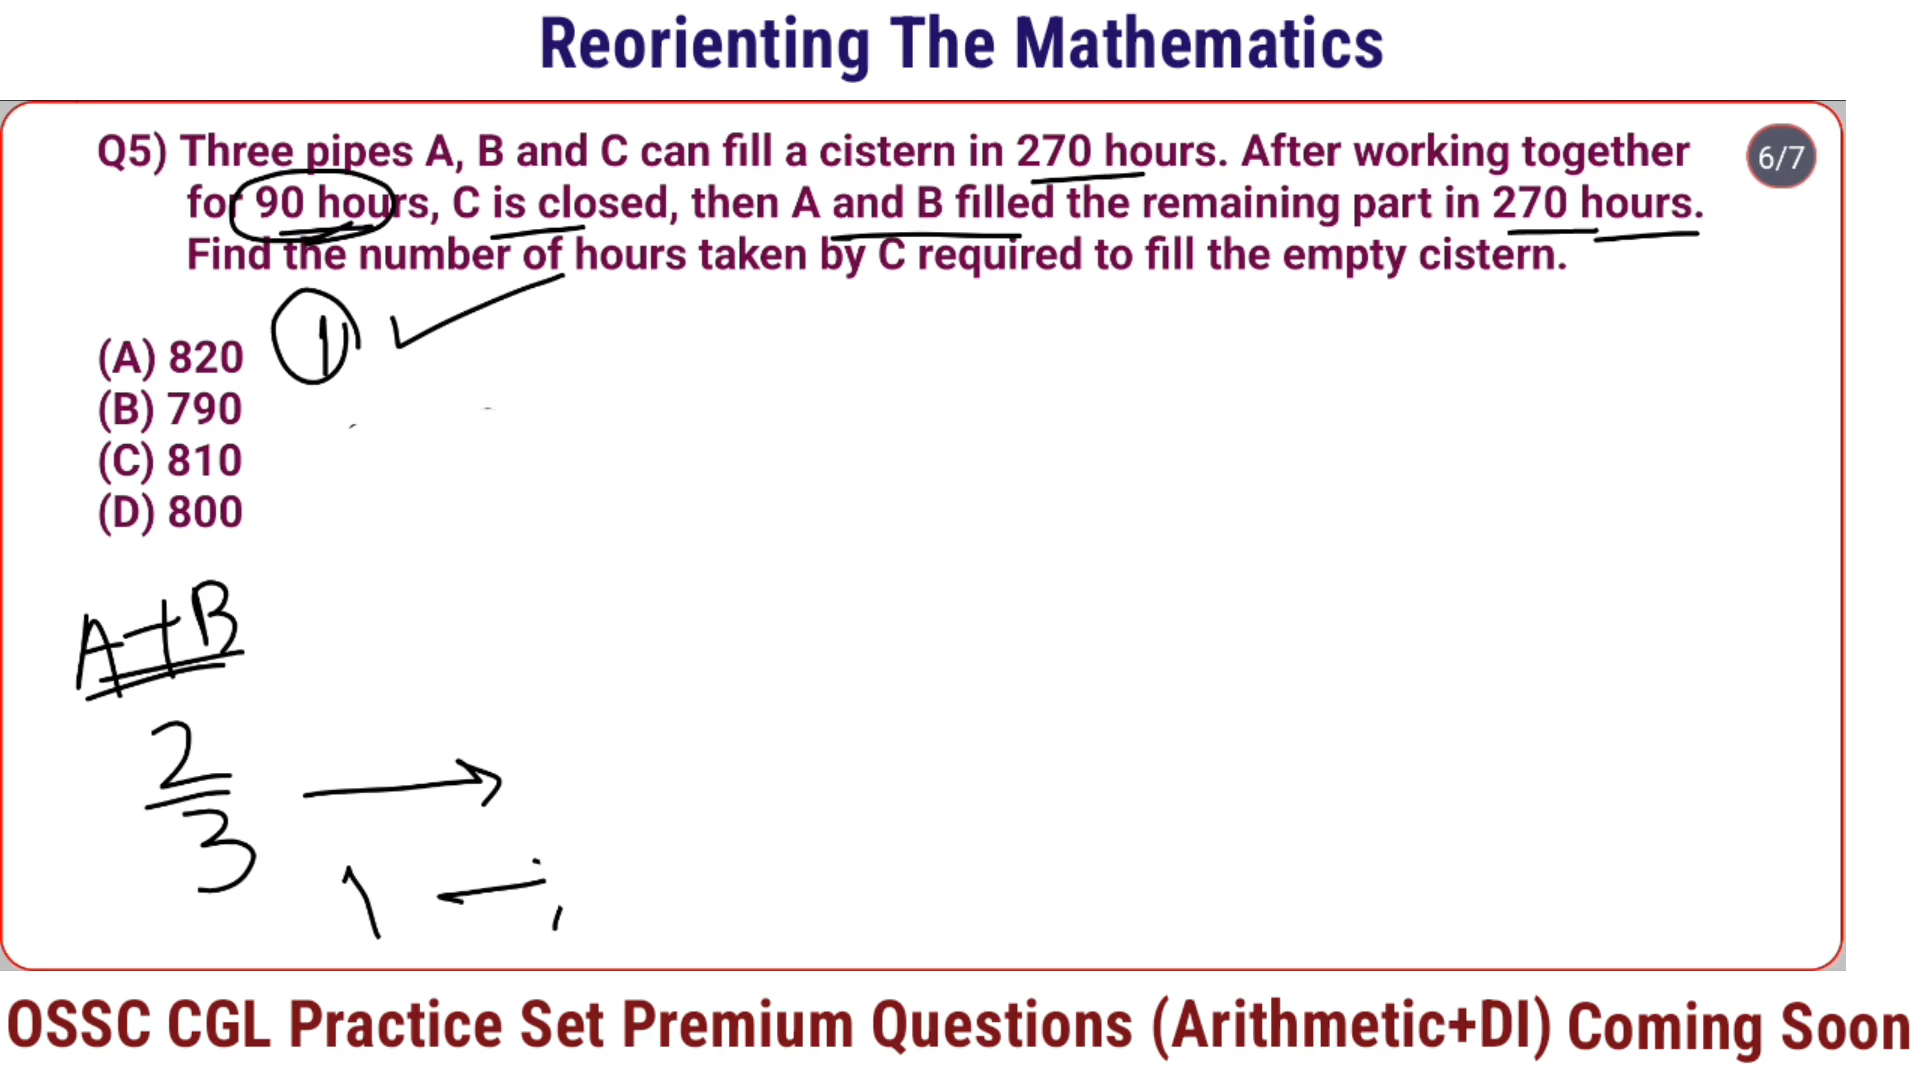 Reorienting The Mathematics
Q5) Three pipes A, B and C can fill a cistern in 270 hours. After working together
for 90 hours, C is closed, then A and B filled the remaining part in 270 hours.
Find the number of hours taken by C required to fill the empty cistern.
6/7
(A) 820
(B) 790
(C) 810
(D) 800
A+B
2
3
1
OSSC CGL Practice Set Premium Questions (Arithmetic+DI) Coming Soon